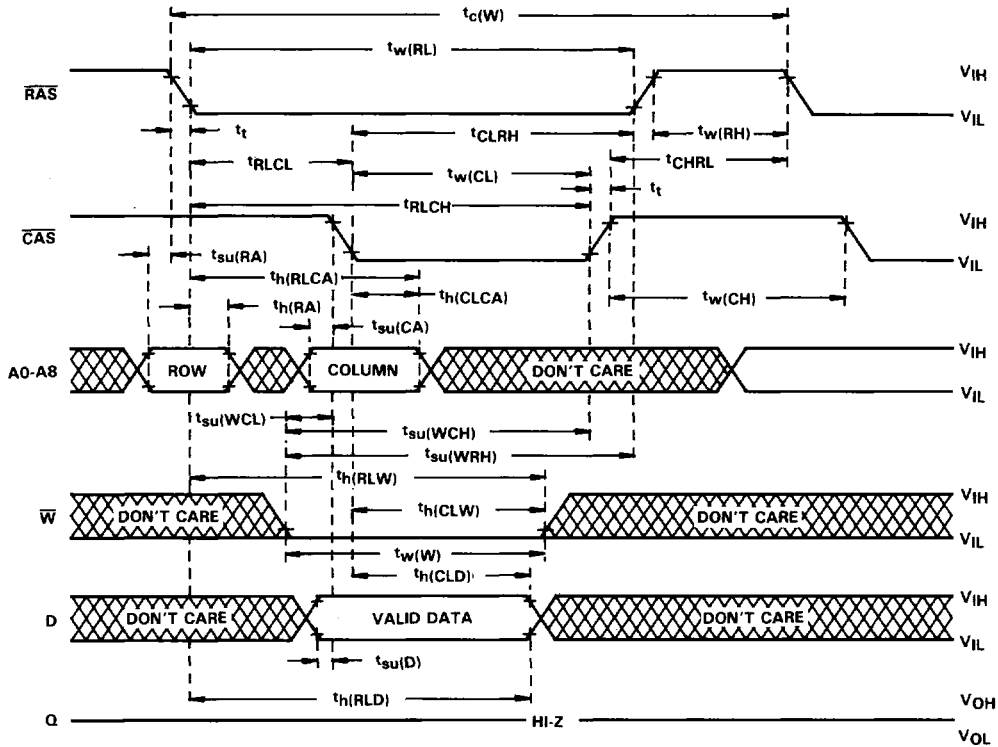 tc(W)
tw(RL)
RAS
VIH
VIL
tt
tCLRH
tw(RH)
tRLCL
tCHRL
tw(CL)
tt
tRLCH
CAS
VIH
VIL
tsu(RA)
th(RLCA)
th(RA)
th(CLCA)
tw(CH)
tsu(CA)
A0-A8
ROW
COLUMN
DON'T CARE
VIH
VIL
tsu(WCL)
tsu(WCH)
tsu(WRH)
th(RLW)
W
DON'T CARE
th(CLW)
DON'T CARE
VIH
VIL
tw(W)
th(CLD)
D
DON'T CARE
VALID DATA
DON'T CARE
VIH
VIL
tsu(D)
th(RLD)
Q
HI-Z
VOH
VOL